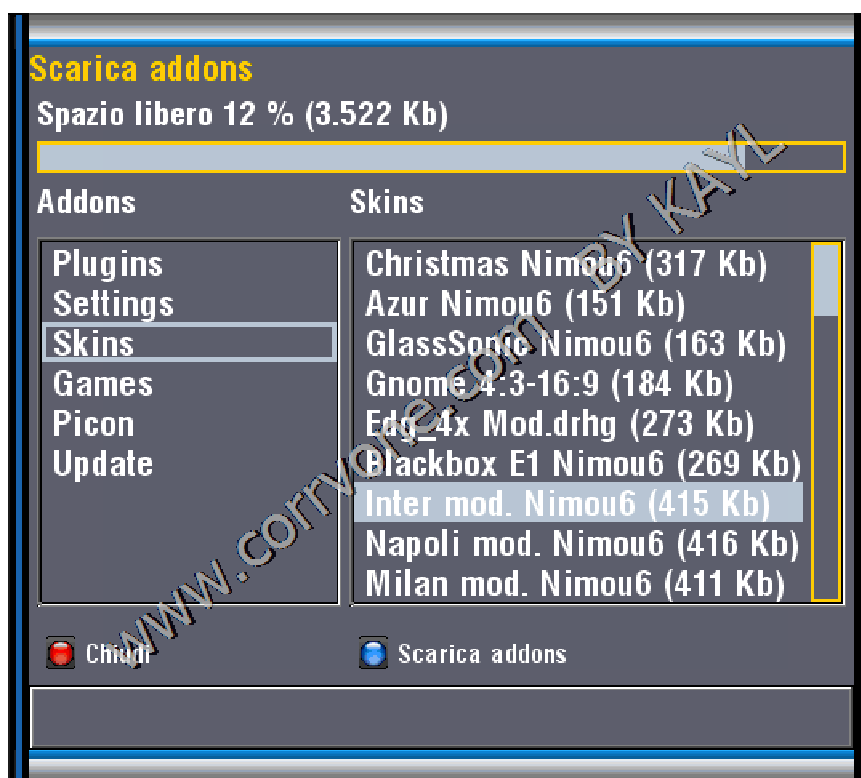 Scarica addons
Spazio libero 12 % (3.522 Kb)
Addons
Skins
Plugins
Settings
Skins
Games
Picon
Update
Christmas Nimou6 (317 Kb)
Azur Nimou6 (151 Kb)
GlassSonic Nimou6 (163 Kb)
Gnome 4:3-16:9 (184 Kb)
Edg_4x Mod.drhg (273 Kb)
Blackbox E1 Nimou6 (269 Kb)
Inter mod. Nimou6 (415 Kb)
Napoli mod. Nimou6 (416 Kb)
Milan mod. Nimou6 (411 Kb)
Chiudi
Scarica addons
www.corrvone.com BY KAYL